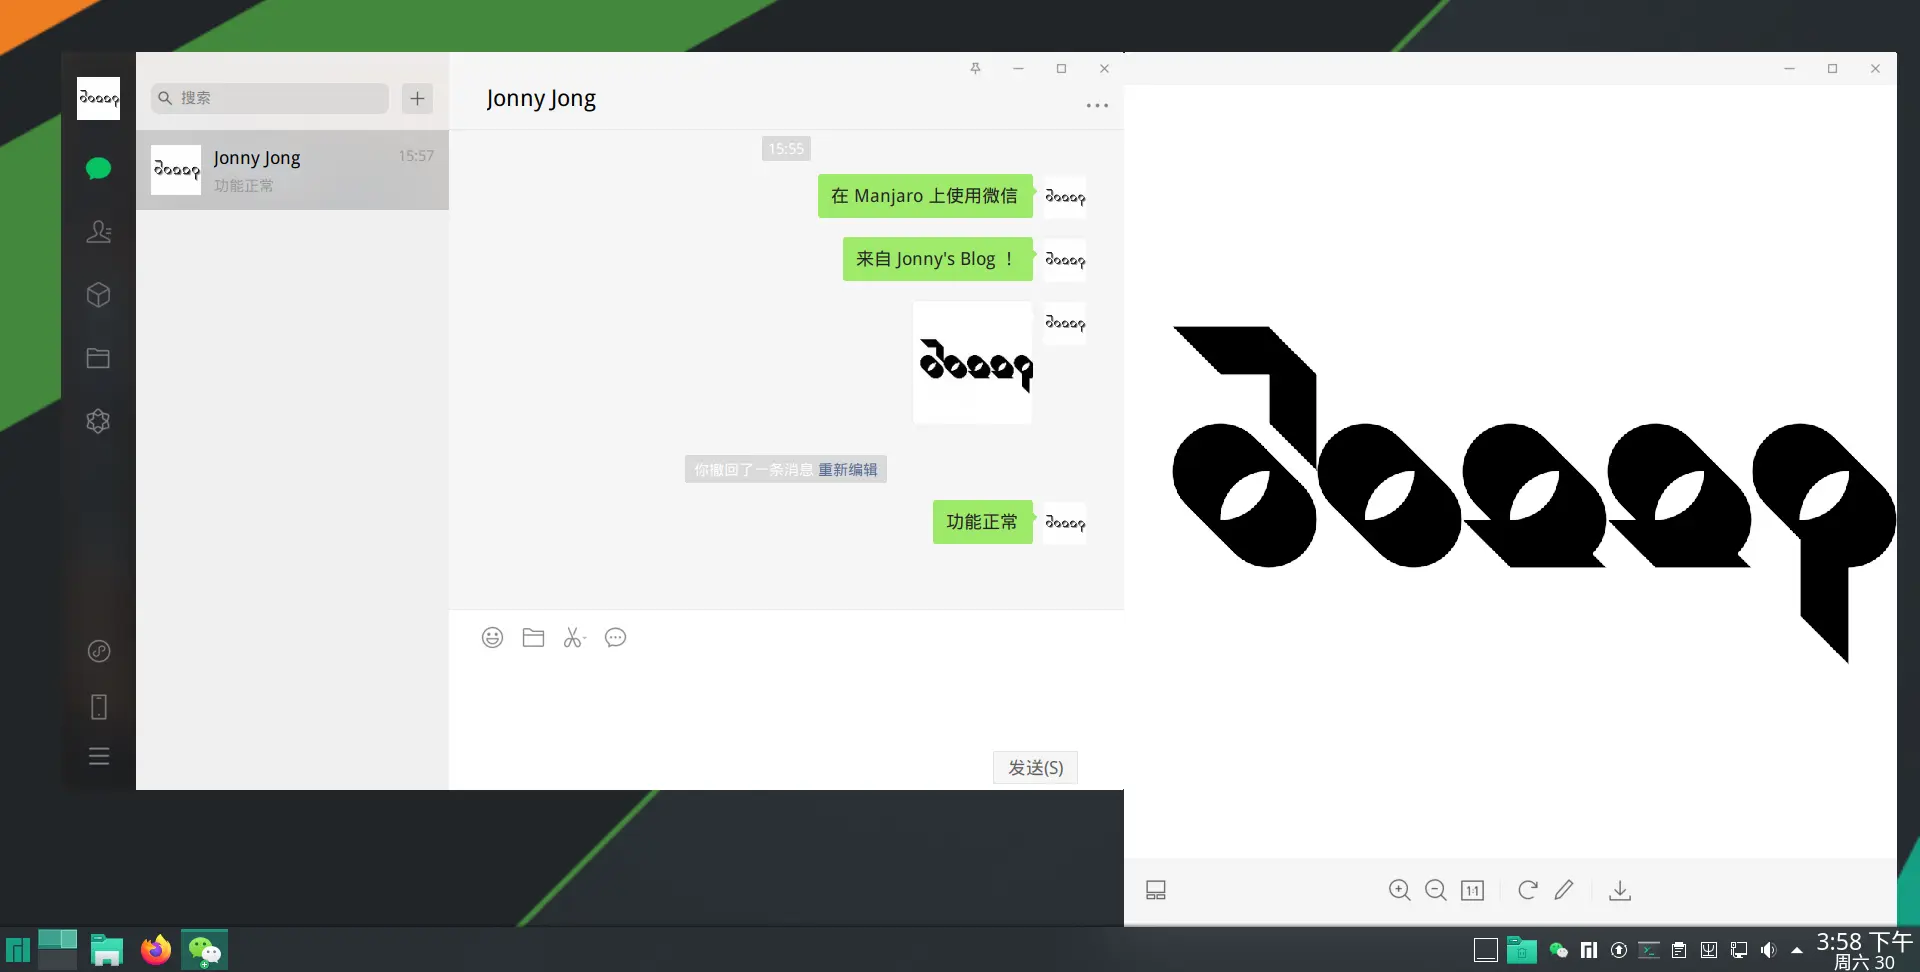 搜索
Jonny Jong
15:57
功能正常
Jonny Jong
15:55
在 Manjaro 上使用微信
来自 Jonny's Blog ！
你撤回了一条消息 重新编辑
功能正常
发送(S)
1:1
3:58 下午
周六 30